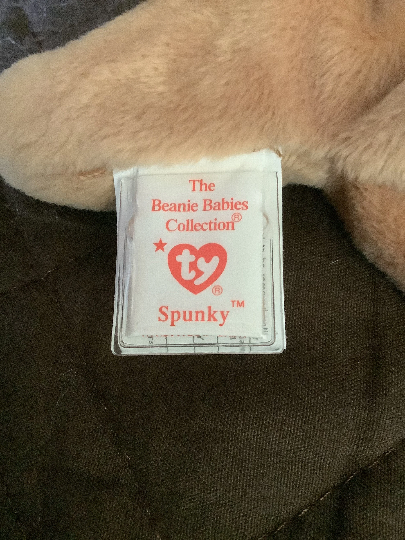 The
Beanie Babies
Collection®
★ ty ®
Spunky™